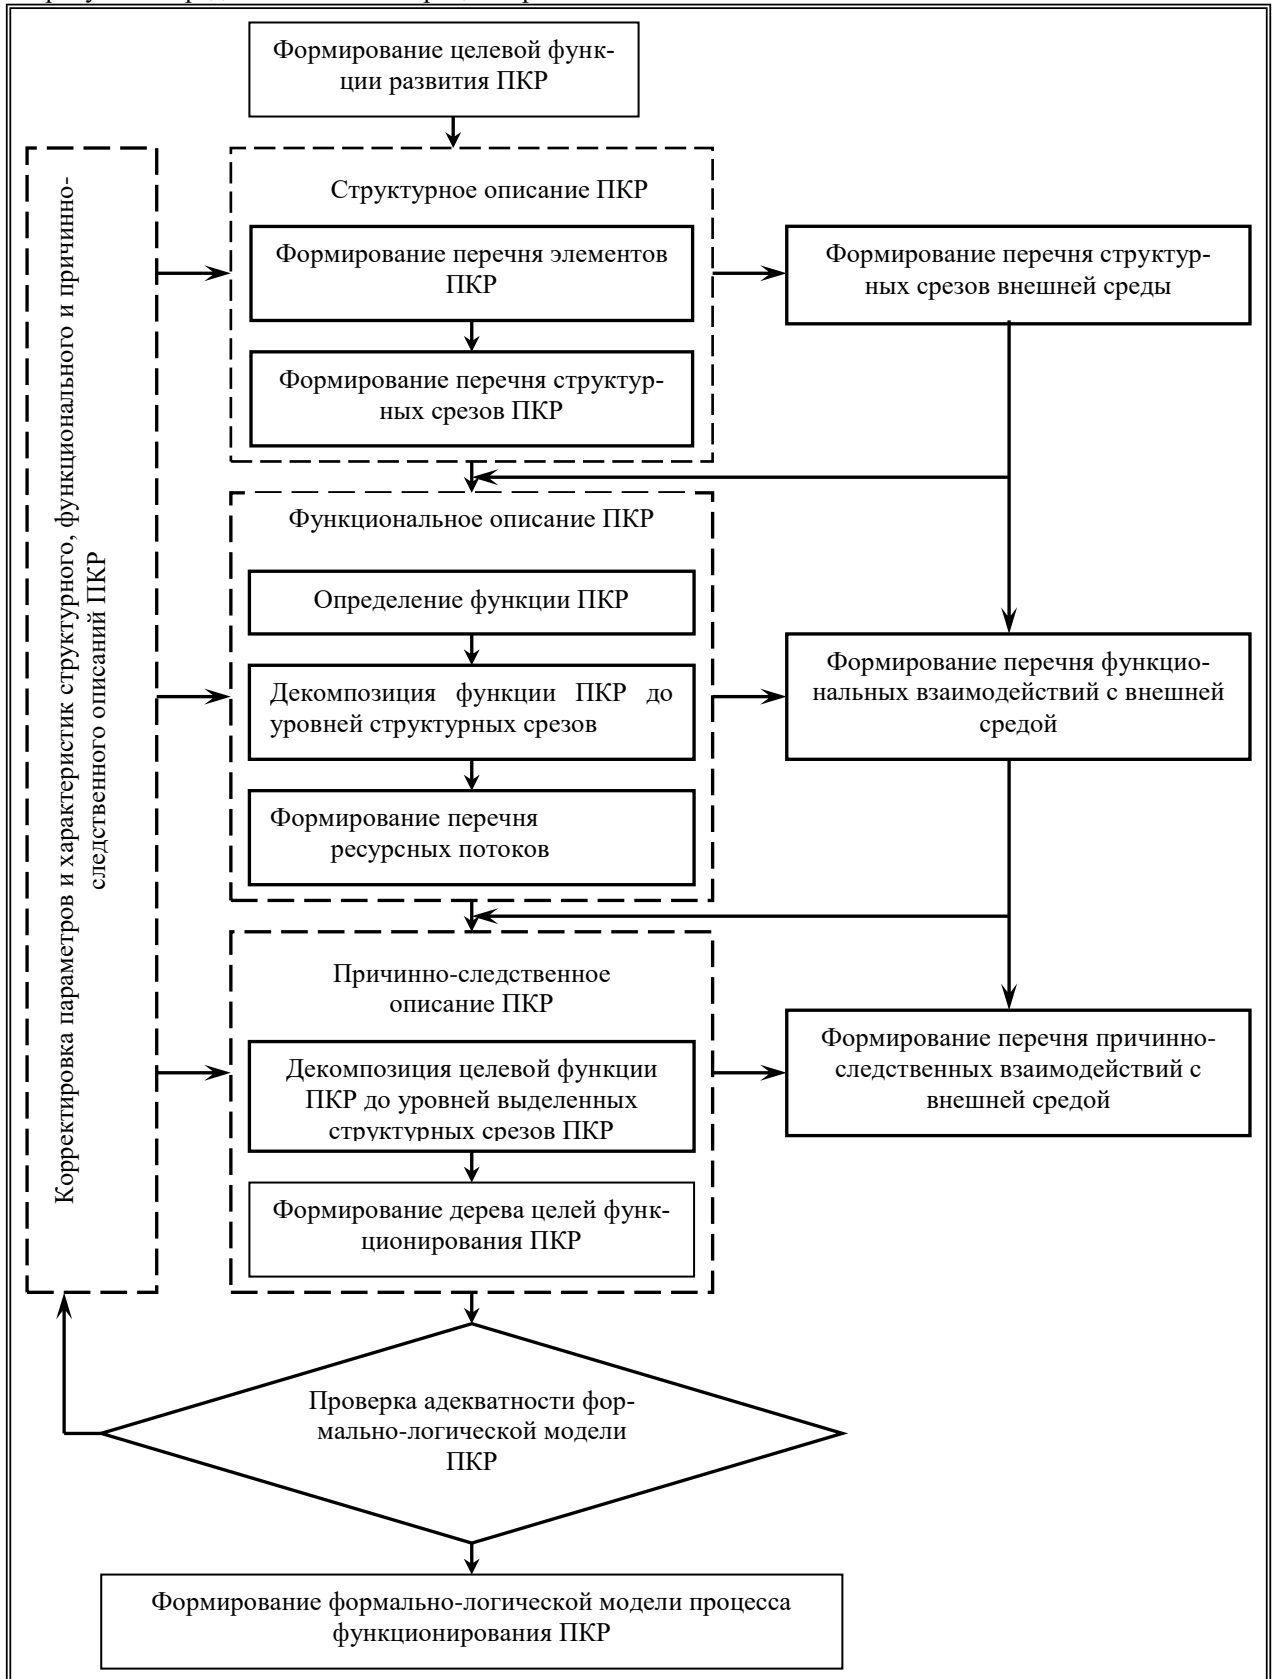 Формирование целевой функ-
ции развития ПКР
Корректировка параметров и характеристик структурного, функционального и причинно-
следственного описаний ПКР
Структурное описание ПКР
Формирование перечня элементов
ПКР
Формирование перечня структур-
ных срезов ПКР
Формирование перечня структур-
ных срезов внешней среды
Функциональное описание ПКР
Определение функции ПКР
Декомпозиция функции ПКР до
уровней структурных срезов
Формирование перечня
ресурсных потоков
Формирование перечня функцио-
нальных взаимодействий с внешней
средой
Причинно-следственное
описание ПКР
Декомпозиция целевой функции
ПКР до уровней выделенных
структурных срезов ПКР
Формирование дерева целей функ-
ционирования ПКР
Формирование перечня причинно-
следственных взаимодействий с
внешней средой
Проверка адекватности фор-
мально-логической модели
ПКР
Формирование формально-логической модели процесса
функционирования ПКР